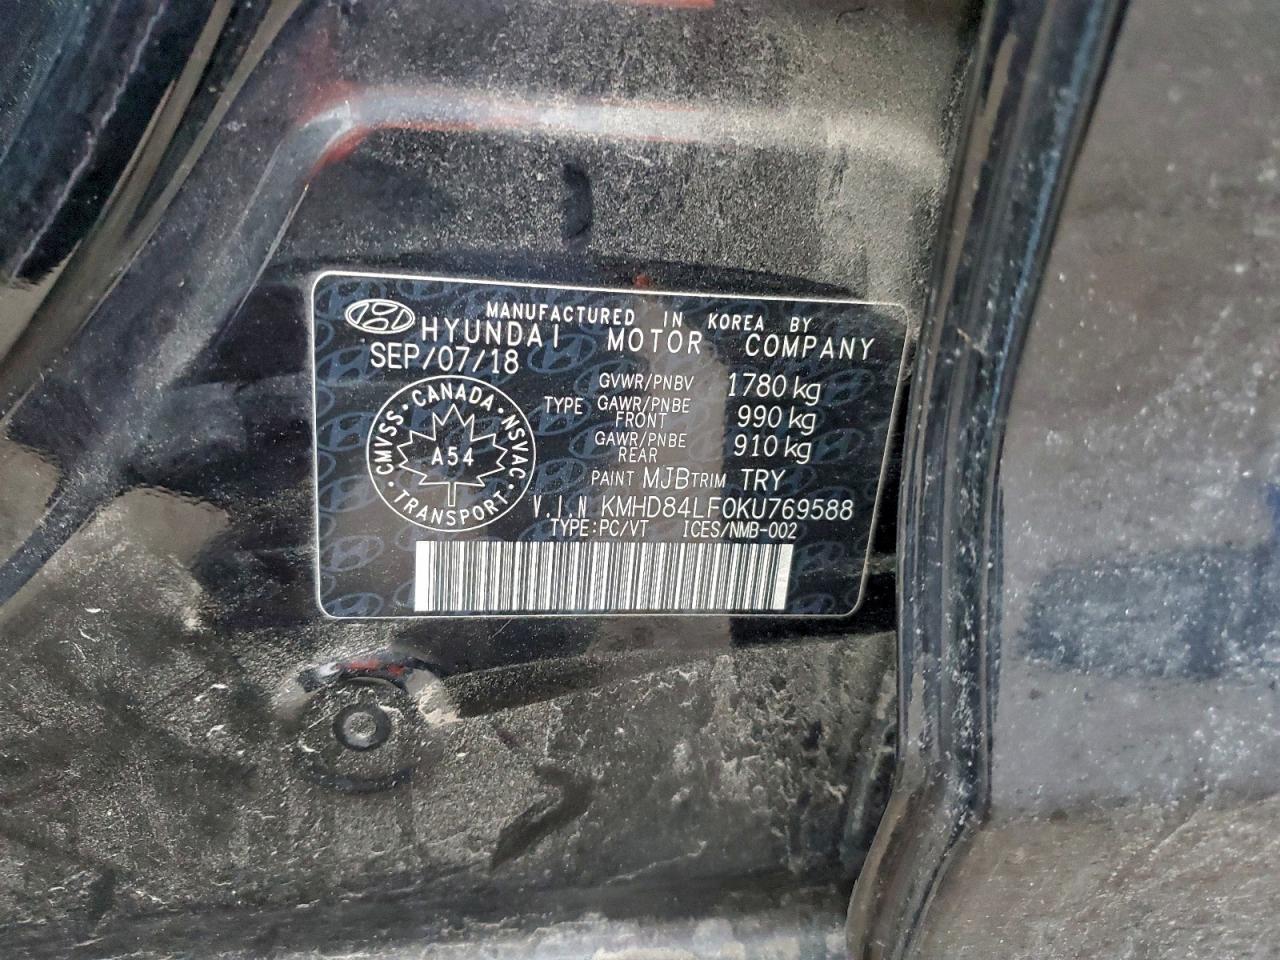 MANUFACTURED IN KOREA BY
HYUNDAI MOTOR COMPANY
SEP/07/18
GVWR/PNBV 1780 kg
TYPE GAWR/PNBE FRONT 990 kg
GAWR/PNBE REAR 910 kg
CANADA · NSVAC · TRANSPORT · CMVSS ·
A54
PAINT MJB TRIM TRY
V.I.N KMHD84LF0KU769588
TYPE:PC/VT ICES/NMB-002